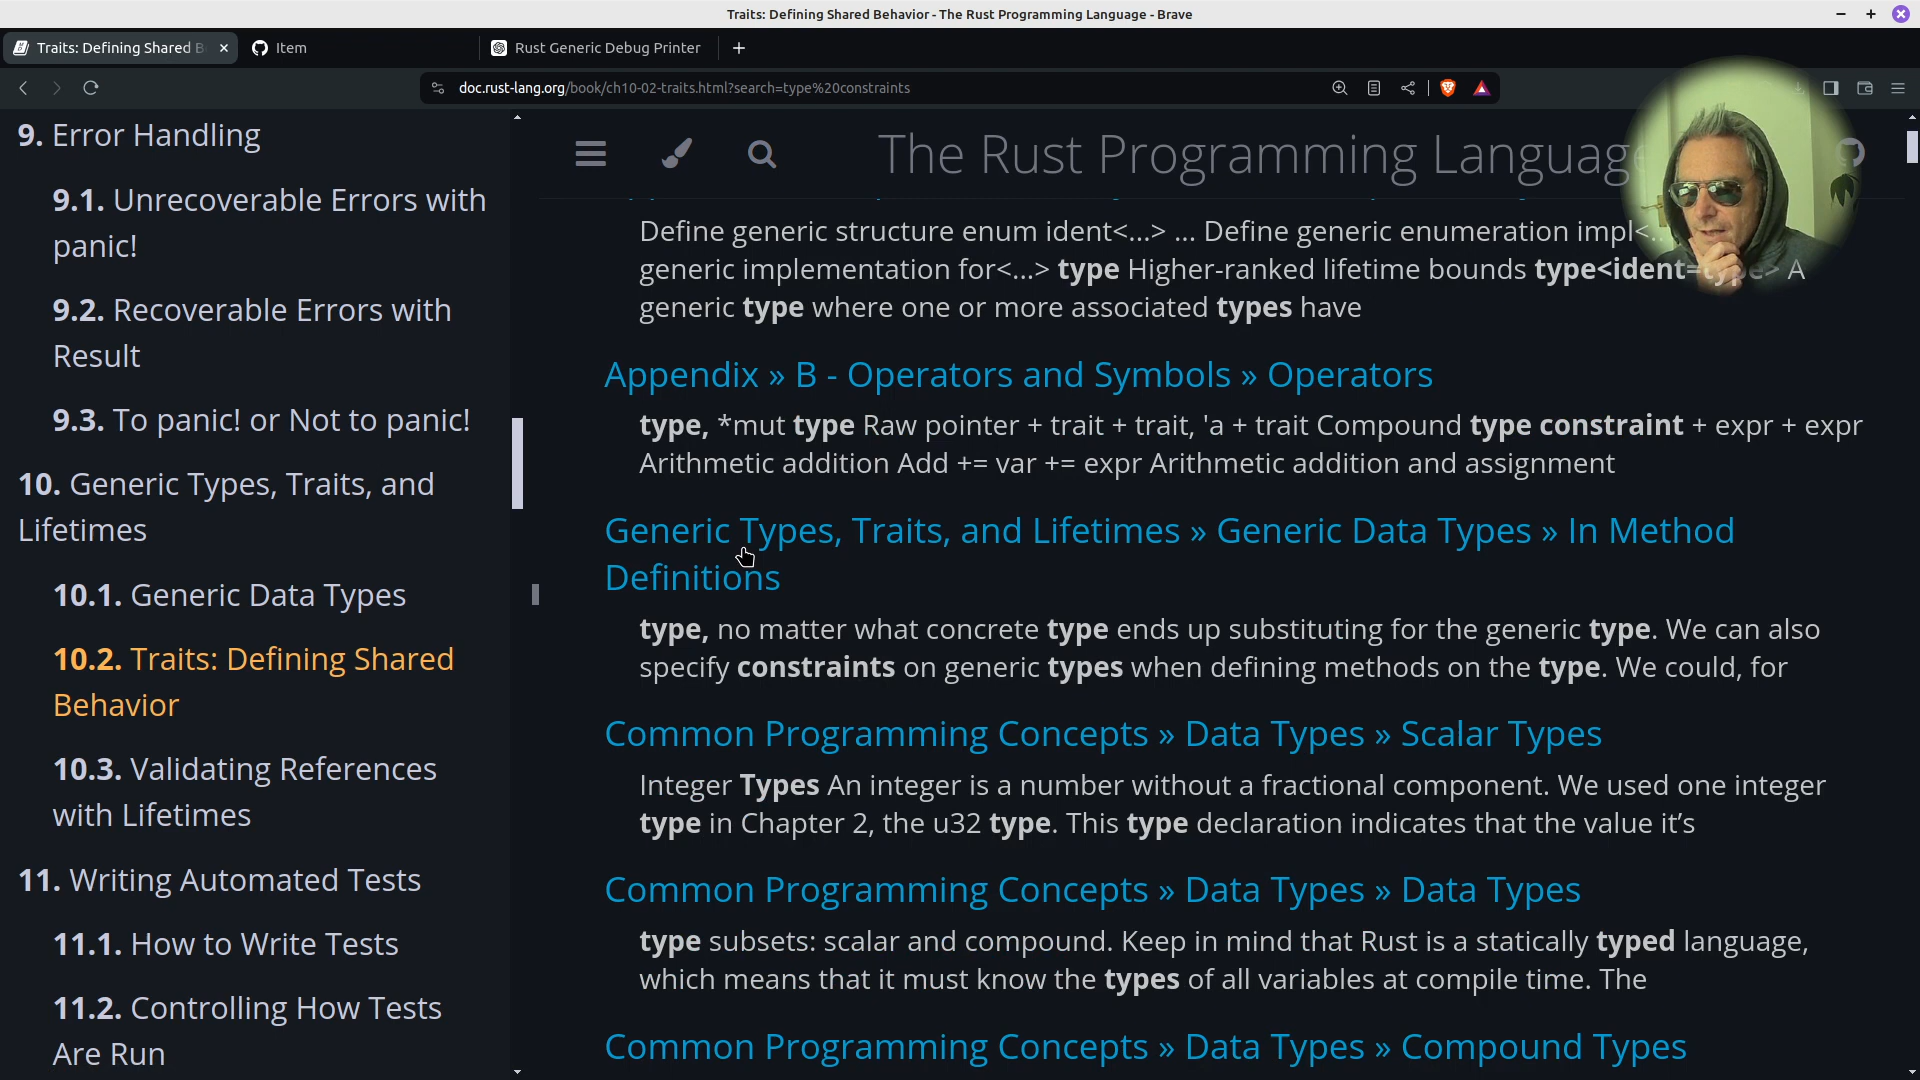 Traits: Defining Shared Behavior - The Rust Programming Language - Brave
Traits: Defining Shared B
Item
Rust Generic Debug Printer
doc.rust-lang.org/book/ch10-02-traits.html?search=type%20constraints
9. Error Handling
9.1. Unrecoverable Errors with
panic!
9.2. Recoverable Errors with
Result
9.3. To panic! or Not to panic!
10. Generic Types, Traits, and
Lifetimes
10.1. Generic Data Types
10.2. Traits: Defining Shared
Behavior
10.3. Validating References
with Lifetimes
11. Writing Automated Tests
11.1. How to Write Tests
11.2. Controlling How Tests
Are Run
The Rust Programming Language
Define generic structure enum ident<...> ... Define generic enumeration impl<...
generic implementation for<...> type Higher-ranked lifetime bounds type<ident=type> A
generic type where one or more associated types have
Appendix » B - Operators and Symbols » Operators
type, *mut type Raw pointer + trait + trait, 'a + trait Compound type constraint + expr + expr
Arithmetic addition Add += var += expr Arithmetic addition and assignment
Generic Types, Traits, and Lifetimes » Generic Data Types » In Method
Definitions
type, no matter what concrete type ends up substituting for the generic type. We can also
specify constraints on generic types when defining methods on the type. We could, for
Common Programming Concepts » Data Types » Scalar Types
Integer Types An integer is a number without a fractional component. We used one integer
type in Chapter 2, the u32 type. This type declaration indicates that the value it’s
Common Programming Concepts » Data Types » Data Types
type subsets: scalar and compound. Keep in mind that Rust is a statically typed language,
which means that it must know the types of all variables at compile time. The
Common Programming Concepts » Data Types » Compound Types